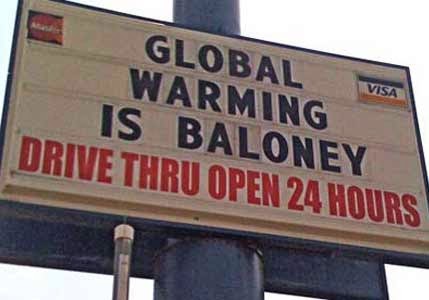 GLOBAL
WARMING
IS BALONEY
DRIVE THRU OPEN 24 HOURS
VISA